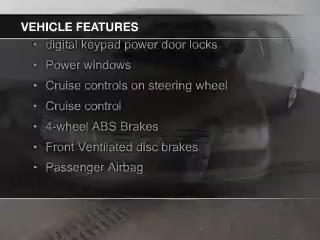 VEHICLE FEATURES
• digital keypad power door locks
• Power windows
• Cruise controls on steering wheel
• Cruise control
• 4-wheel ABS Brakes
• Front Ventilated disc brakes
• Passenger Airbag